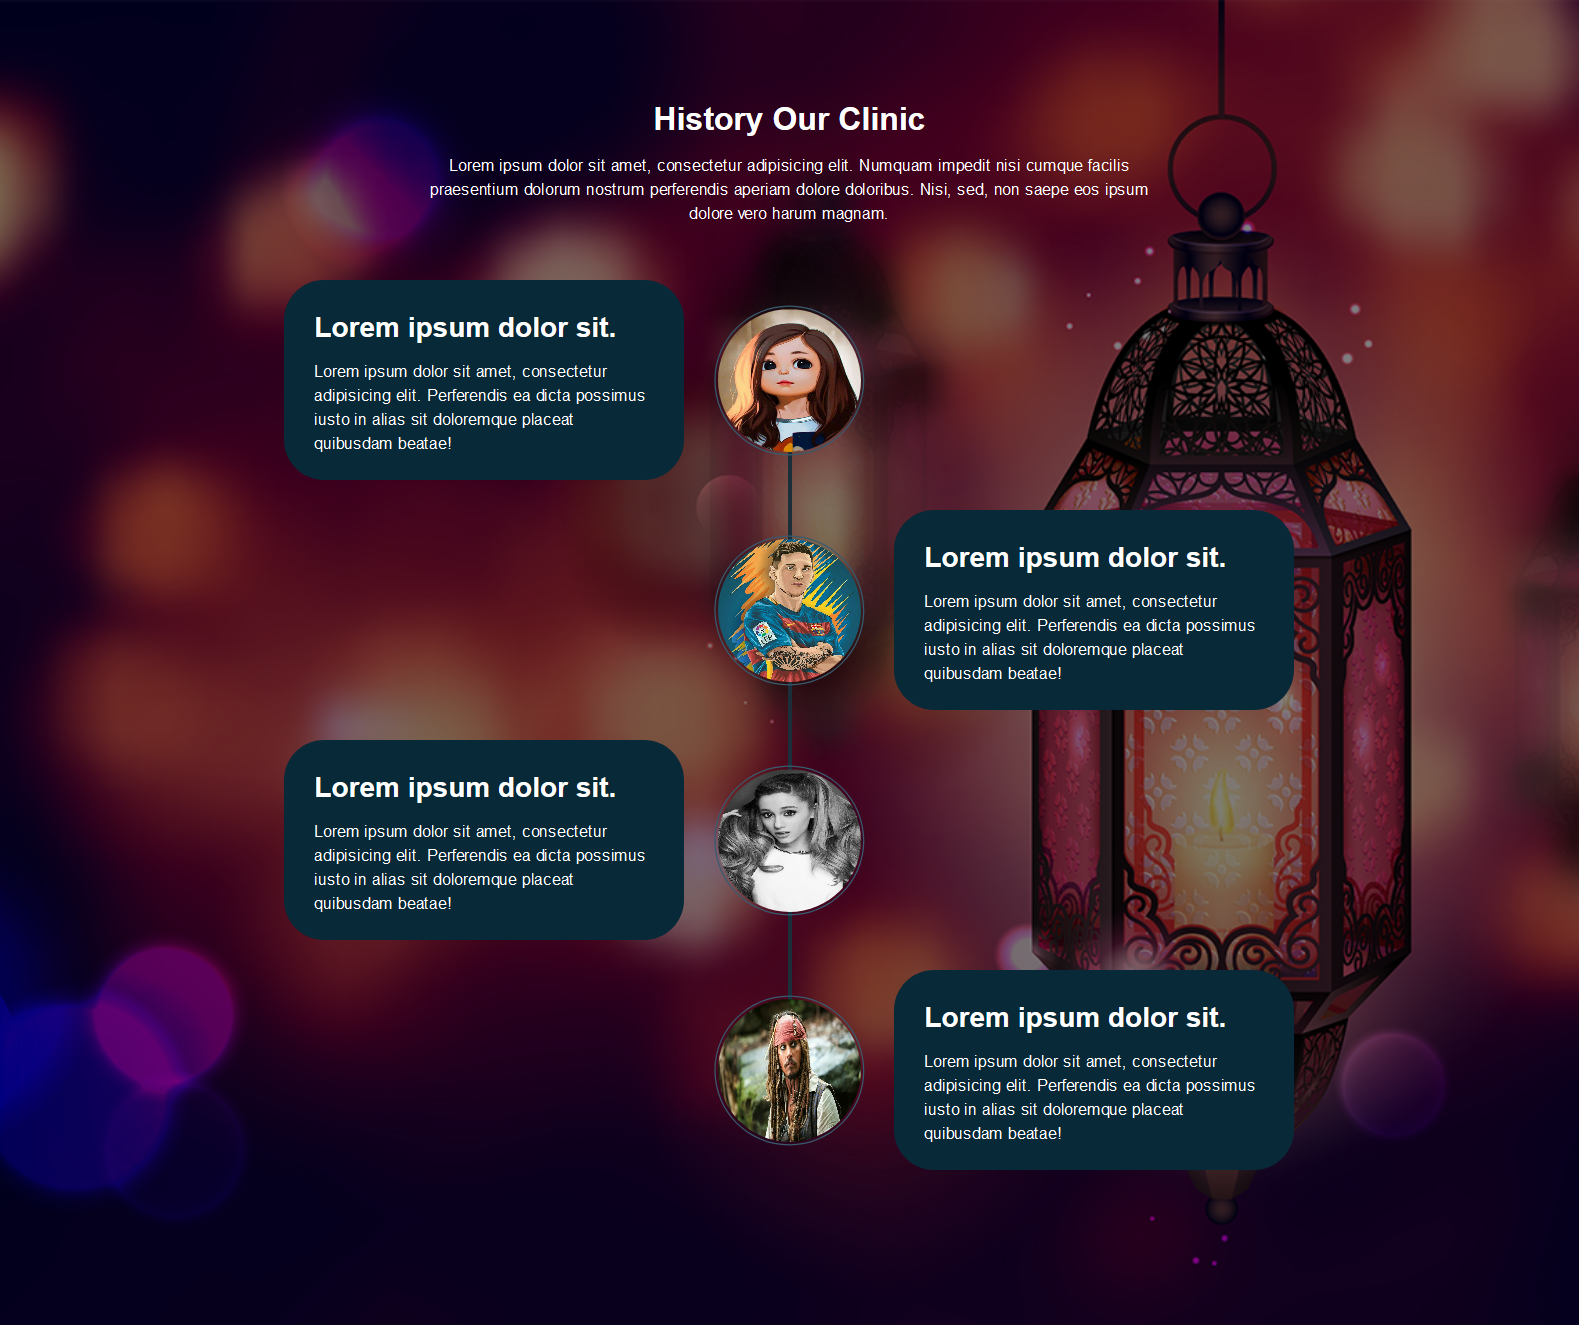 History Our Clinic
Lorem ipsum dolor sit amet, consectetur adipisicing elit. Numquam impedit nisi cumque facilis
praesentium dolorum nostrum perferendis aperiam dolore doloribus. Nisi, sed, non saepe eos ipsum
dolore vero harum magnam.
Lorem ipsum dolor sit.
Lorem ipsum dolor sit amet, consectetur
adipisicing elit. Perferendis ea dicta possimus
iusto in alias sit doloremque placeat
quibusdam beatae!
Lorem ipsum dolor sit.
Lorem ipsum dolor sit amet, consectetur
adipisicing elit. Perferendis ea dicta possimus
iusto in alias sit doloremque placeat
quibusdam beatae!
Lorem ipsum dolor sit.
Lorem ipsum dolor sit amet, consectetur
adipisicing elit. Perferendis ea dicta possimus
iusto in alias sit doloremque placeat
quibusdam beatae!
Lorem ipsum dolor sit.
Lorem ipsum dolor sit amet, consectetur
adipisicing elit. Perferendis ea dicta possimus
iusto in alias sit doloremque placeat
quibusdam beatae!